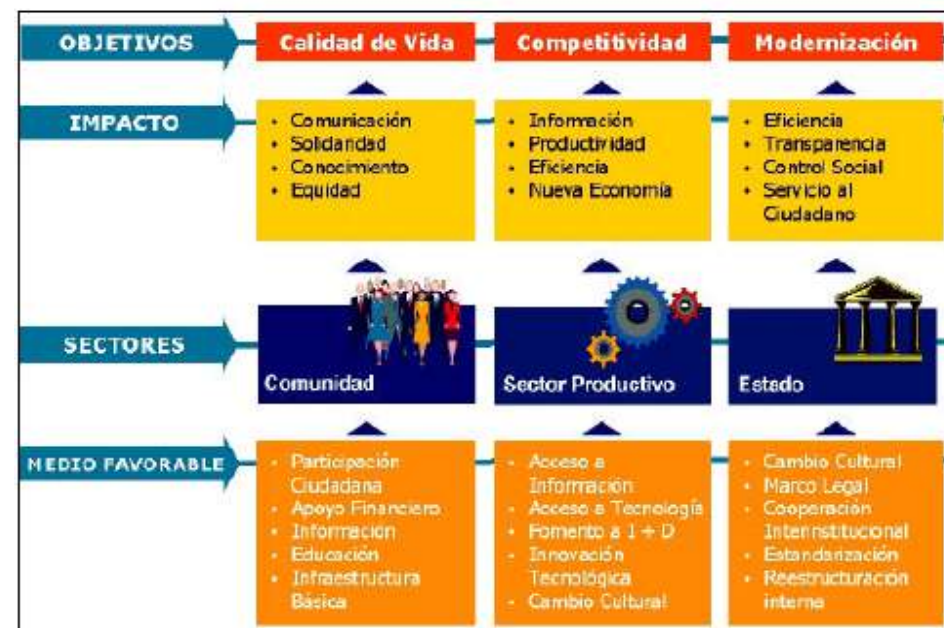 OBJETIVOS
Calidad de Vida
Competitividad
Modernización
IMPACTO
• Comunicación
• Solidaridad
• Conocimiento
• Equidad
• Información
• Productividad
• Eficiencia
• Nueva Economía
• Eficiencia
• Transparencia
• Control Social
• Servicio al
Ciudadano
SECTORES
Comunidad
Sector Productivo
Estado
MEDIO FAVORABLE
• Participación
Ciudadana
• Apoyo Financiero
• Información
• Educación
• Infraestructura
Básica
• Acceso a
Información
• Acceso a Tecnología
• Fomento a I + D
• Innovación
Tecnológica
• Cambio Cultural
• Cambio Cultural
• Marco Legal
• Cooperación
Interinstitucional
• Estandarización
• Reestructuración
interna